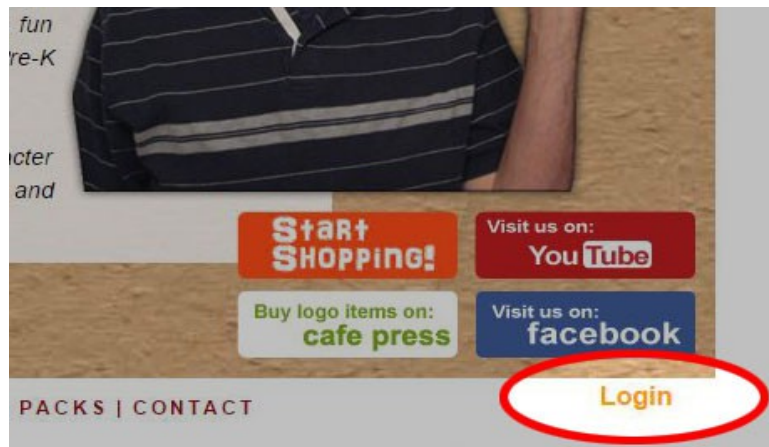 fun
re-K
acter
and
StaRt
SHOPPiNG!
Visit us on:
YouTube
Buy logo items on:
cafe press
Visit us on:
facebook
Login
PACKS | CONTACT